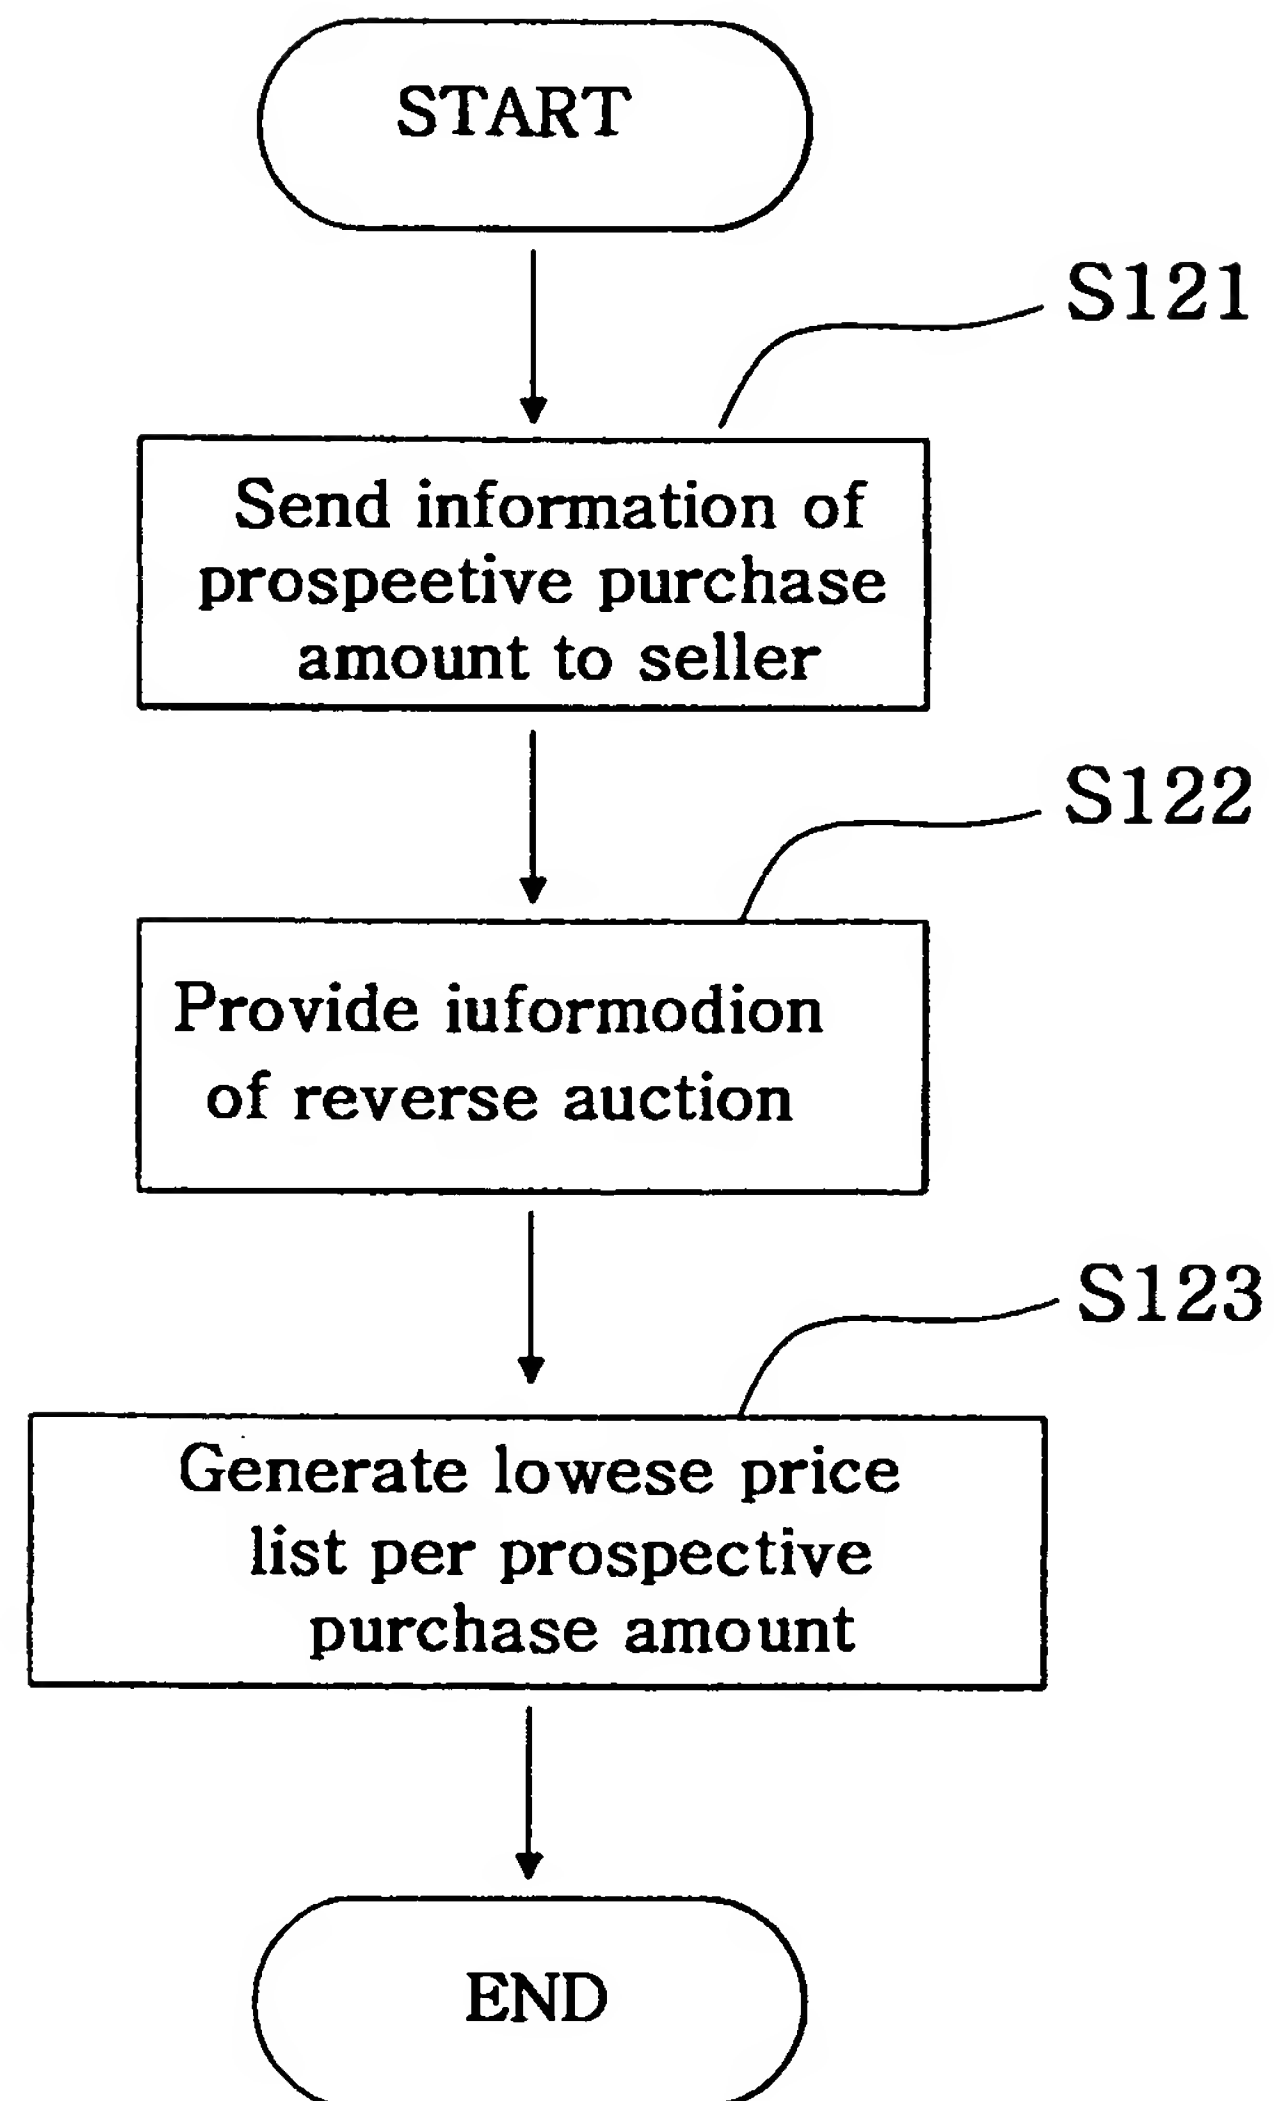 START
S121
Send information of
prospeetive purchase
amount to seller
S122
Provide iuformodion
of reverse auction
S123
Generate lowese price
list per prospective
purchase amount
END